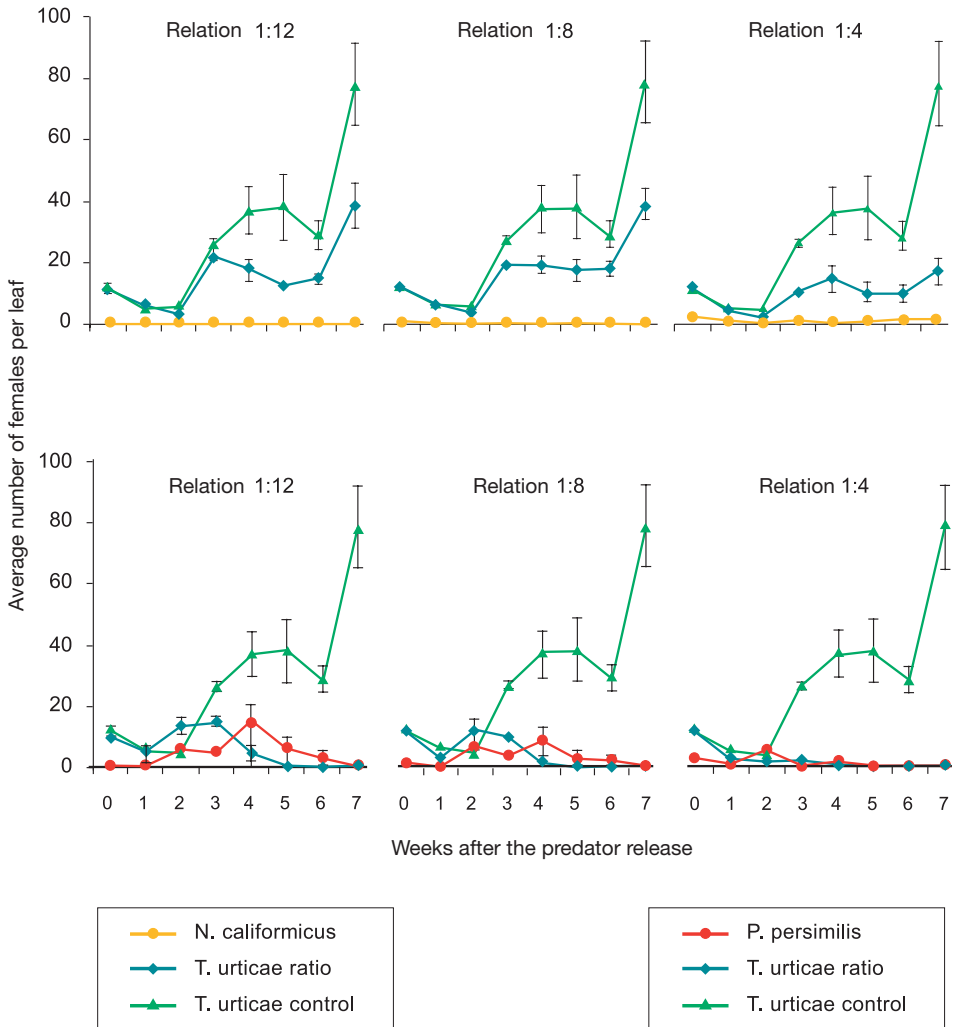 Average number of females per leaf
100
80
60
40
20
0
Relation 1:12
Relation 1:8
Relation 1:4
100
80
60
40
20
0
Relation 1:12
Relation 1:8
Relation 1:4
0 1 2 3 4 5 6 7
0 1 2 3 4 5 6 7
0 1 2 3 4 5 6 7
Weeks after the predator release
N. califormicus
T. urticae ratio
T. urticae control
P. persimilis
T. urticae ratio
T. urticae control